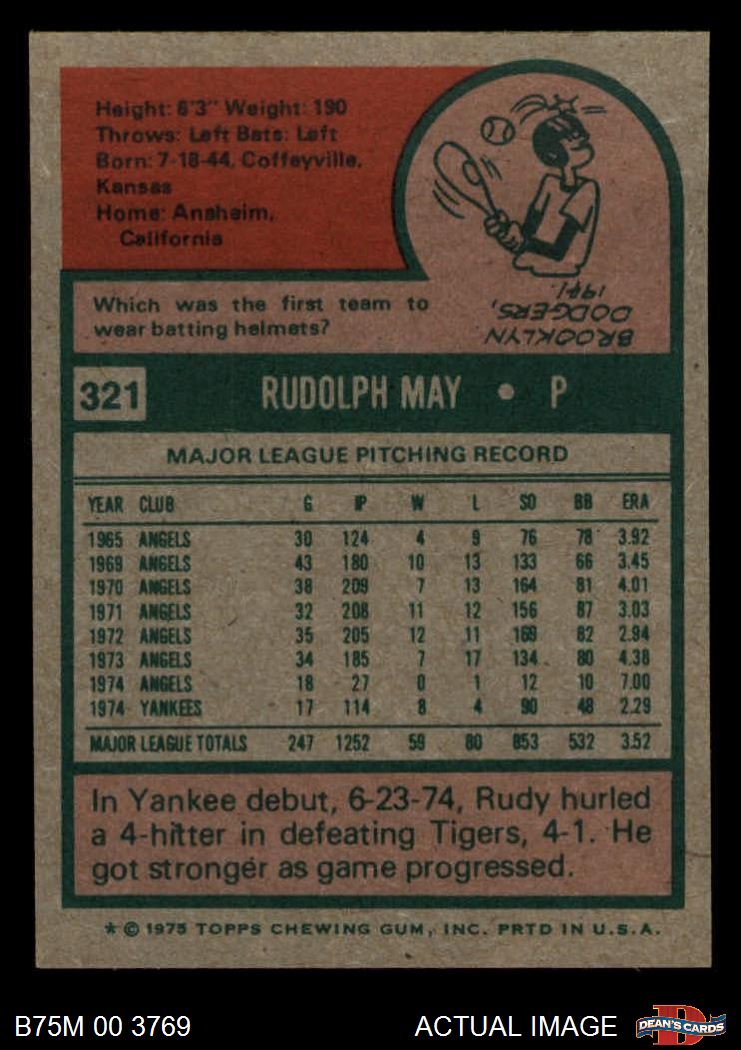 Height: 6'3" Weight: 190
Throws: Left Bats: Left
Born: 7-18-44, Coffeyville,
Kansas
Home: Anaheim,
California
Which was the first team to
wear batting helmets?
BROOKLYN
DODGERS,
1941.
321 RUDOLPH MAY • P
MAJOR LEAGUE PITCHING RECORD
YEAR CLUB G IP W L SO BB ERA
1965 ANGELS 30 124 4 9 76 78 3.92
1969 ANGELS 43 180 10 13 133 66 3.45
1970 ANGELS 38 209 7 13 164 81 4.01
1971 ANGELS 32 208 11 12 156 87 3.03
1972 ANGELS 35 205 12 11 169 82 2.94
1973 ANGELS 34 185 7 17 134 80 4.38
1974 ANGELS 18 27 0 1 12 10 7.00
1974 YANKEES 17 114 8 4 90 48 2.29
MAJOR LEAGUE TOTALS 247 1252 59 80 853 532 3.52
In Yankee debut, 6-23-74, Rudy hurled
a 4-hitter in defeating Tigers, 4-1. He
got stronger as game progressed.
* © 1975 TOPPS CHEWING GUM, INC. PRTD IN U.S.A.
B75M 00 3769 ACTUAL IMAGE D DEAN'S CARDS